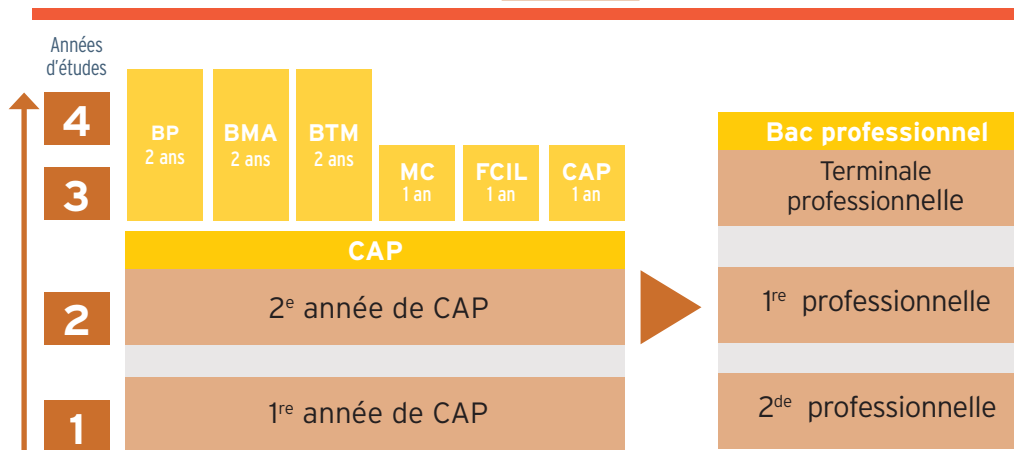 Années
d'études
4
BP
2 ans
BMA
2 ans
BTM
2 ans
3
MC
1 an
FCIL
1 an
CAP
1 an
CAP
2
2e année de CAP
1
1re année de CAP
Bac professionnel
Terminale
professionnelle
1re professionnelle
2de professionnelle